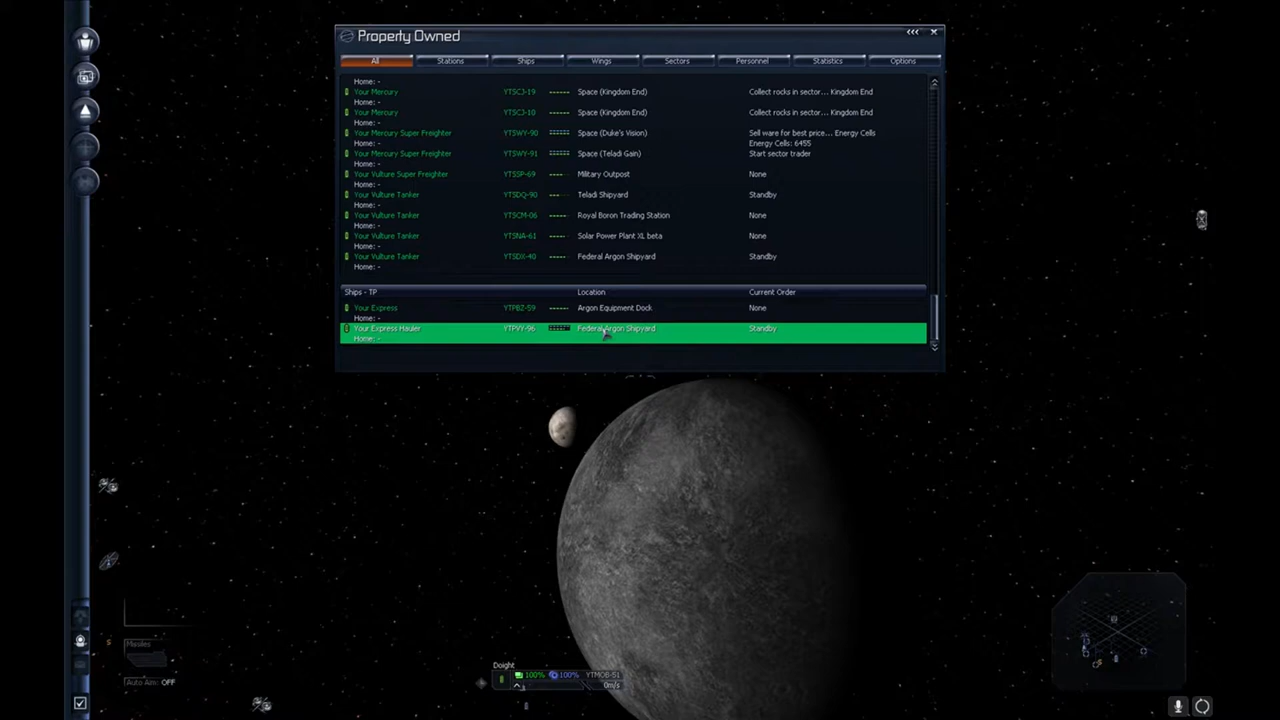 Property Owned
All Stations Ships Wings Sectors Personnel Statistics Options
Home: -
Your Mercury YTSCJ-19 Space (Kingdom End) Collect rocks in sector... Kingdom End
Home: -
Your Mercury YTSCJ-10 Space (Kingdom End) Collect rocks in sector... Kingdom End
Home: -
Your Mercury Super Freighter YTSWY-90 Space (Duke's Vision) Sell ware for best price... Energy Cells
Home: - Energy Cells: 6455
Your Mercury Super Freighter YTSWY-91 Space (Teladi Gain) Start sector trader
Home: -
Your Vulture Super Freighter YTSSP-69 Military Outpost None
Home: -
Your Vulture Tanker YTSDQ-90 Teladi Shipyard Standby
Home: -
Your Vulture Tanker YTSCM-06 Royal Boron Trading Station None
Home: -
Your Vulture Tanker YTSNA-61 Solar Power Plant XL beta None
Home: -
Your Vulture Tanker YTSDX-40 Federal Argon Shipyard Standby
Home: -
Ships - TP Location Current Order
Your Express YTPBZ-59 Argon Equipment Dock None
Home: -
Your Express Hauler YTPVY-96 Federal Argon Shipyard Standby
Home: -
Missiles
Auto Aim: OFF
Doight
100% 100% YTMOB-51
0m/s